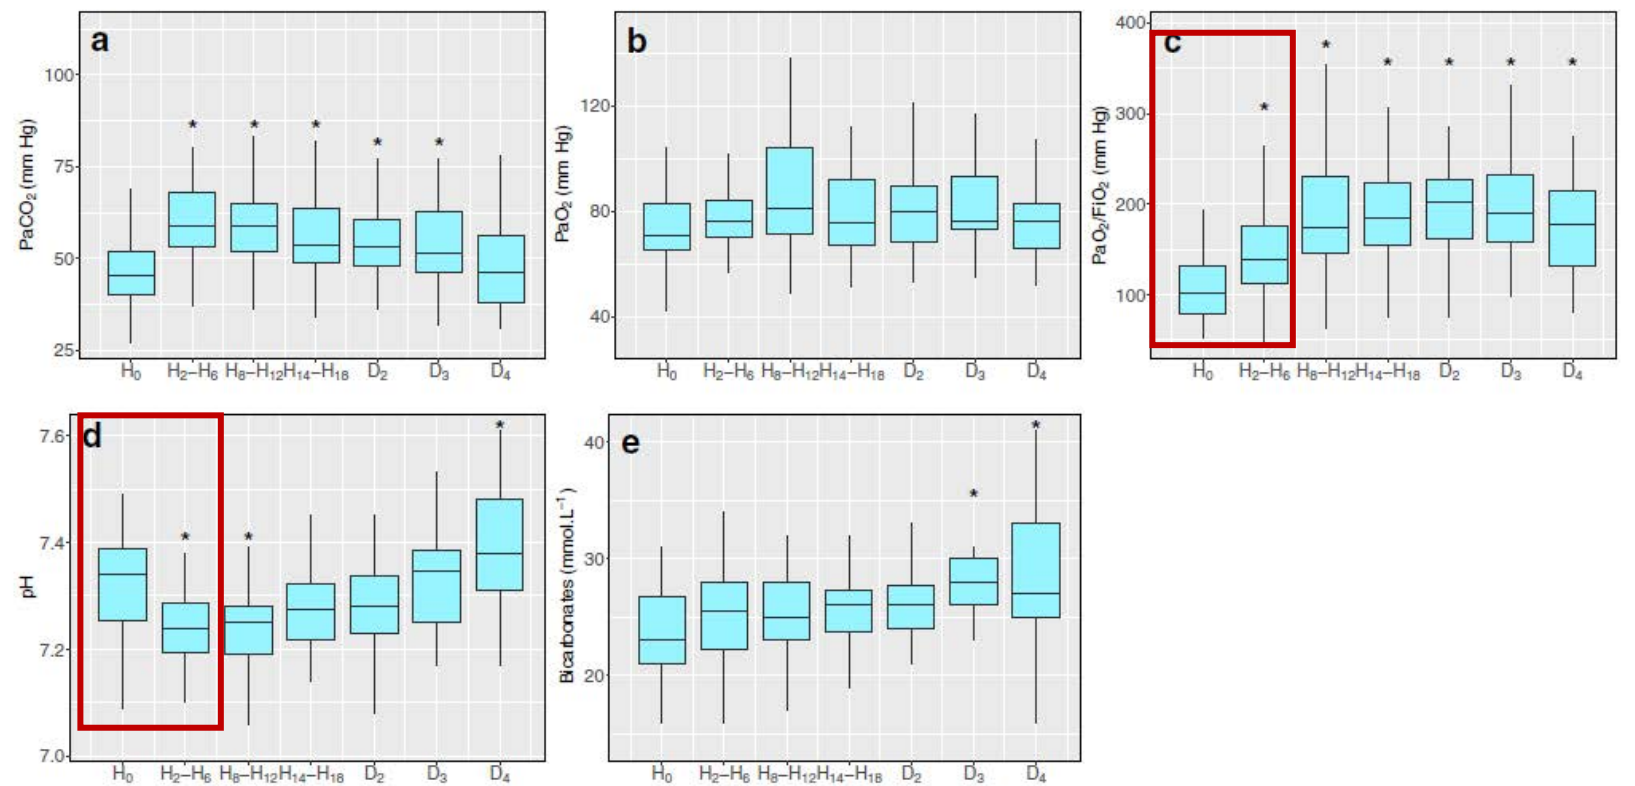 a
PaCO₂ (mm Hg)
100
75
50
25
*
*
*
*
*
H₀ H₂–H₆ H₈–H₁₂ H₁₄–H₁₈ D₂ D₃ D₄
b
PaO₂ (mm Hg)
120
80
40
H₀ H₂–H₆ H₈–H₁₂ H₁₄–H₁₈ D₂ D₃ D₄
c
PaO₂/FiO₂ (mm Hg)
400
300
200
100
*
*
*
*
*
*
H₀ H₂–H₆ H₈–H₁₂ H₁₄–H₁₈ D₂ D₃ D₄
d
pH
7.6
7.4
7.2
7.0
*
*
*
H₀ H₂–H₆ H₈–H₁₂ H₁₄–H₁₈ D₂ D₃ D₄
e
Bicarbonates (mmol.L⁻¹)
40
30
20
*
*
H₀ H₂–H₆ H₈–H₁₂ H₁₄–H₁₈ D₂ D₃ D₄